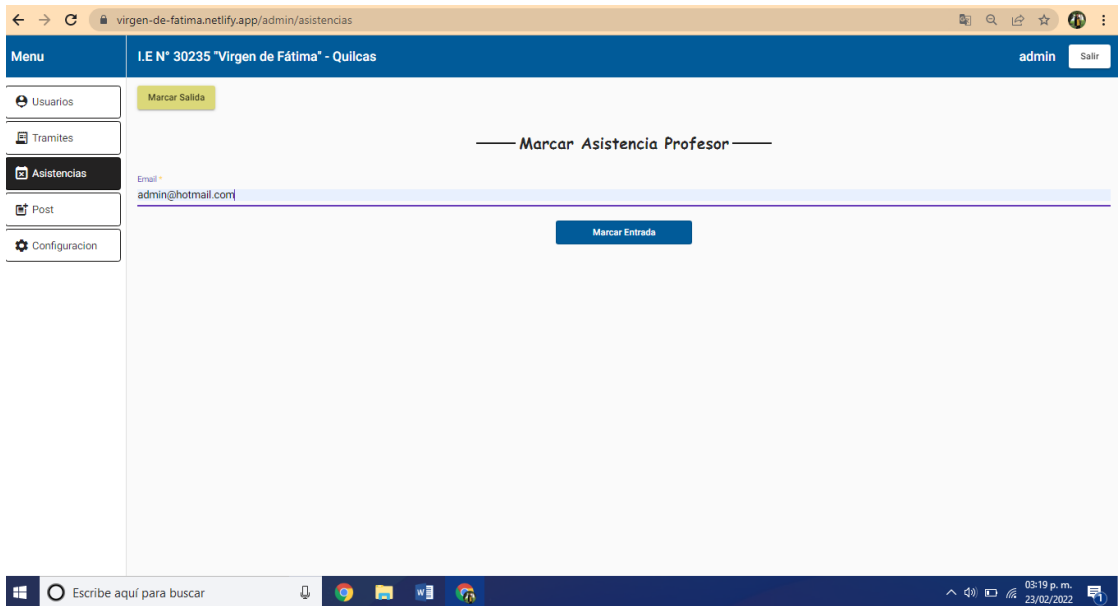 virgen-de-fatima.netlify.app/admin/asistencias
Menu
I.E N° 30235 "Virgen de Fátima" - Quilcas
admin
Salir
Usuarios
Tramites
Asistencias
Post
Configuracion
Marcar Salida
Marcar Asistencia Profesor
Email *
admin@hotmail.com
Marcar Entrada
Escribe aquí para buscar
03:19 p. m.
23/02/2022
1